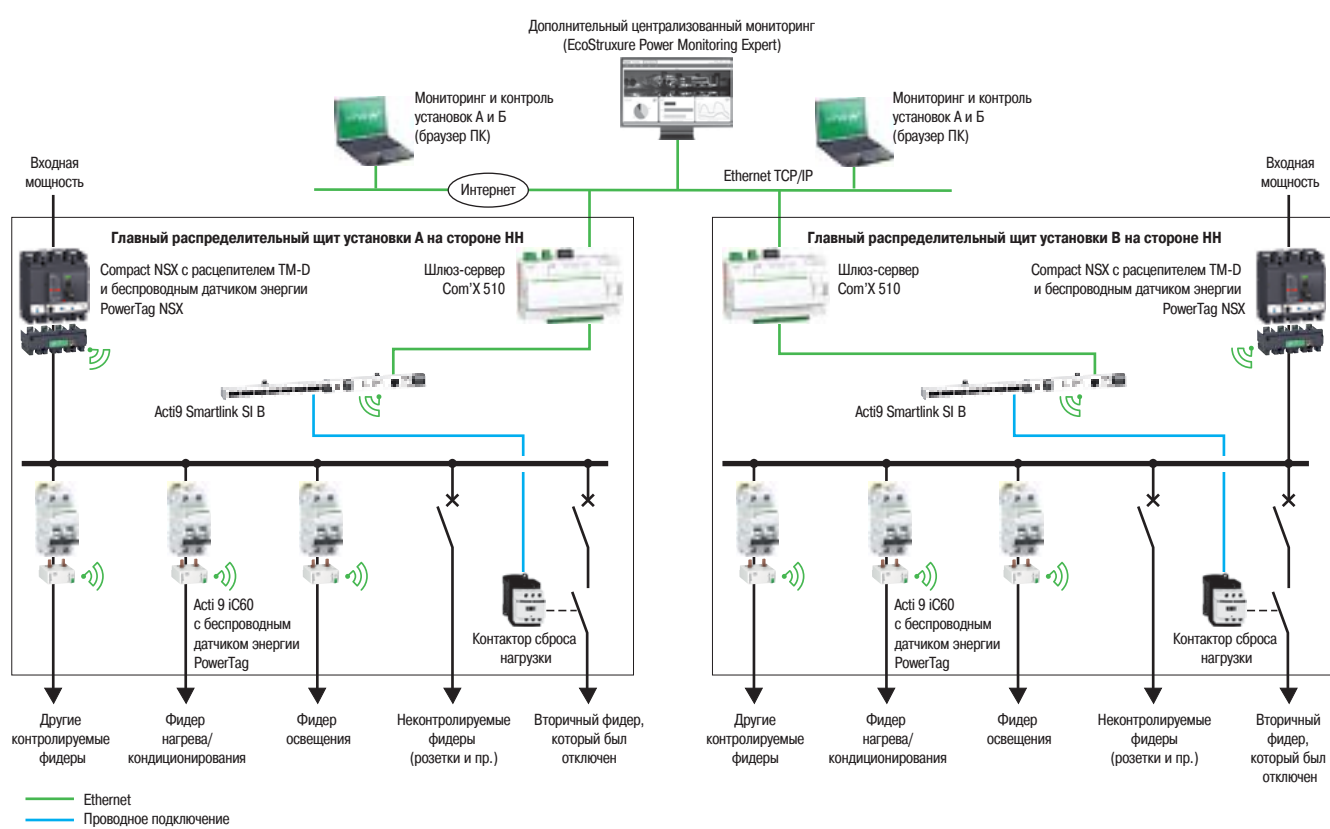 Дополнительный централизованный мониторинг
(EcoStruxure Power Monitoring Expert)
Мониторинг и контроль
установок А и Б
(браузер ПК)
Мониторинг и контроль
установок А и Б
(браузер ПК)
Входная
мощность
Интернет
Ethernet TCP/IP
Входная
мощность
Главный распределительный щит установки А на стороне НН
Compact NSX с расцепителем TM-D
и беспроводным датчиком энергии
PowerTag NSX
Шлюз-сервер
Com'X 510
Acti9 Smartlink SI B
Acti 9 iC60
с беспроводным
датчиком энергии
PowerTag
Контактор сброса
нагрузки
Другие
контролируемые
фидеры
Фидер
нагрева/
кондиционирования
Фидер
освещения
Неконтролируемые
фидеры
(розетки и пр.)
Вторичный фидер,
который был
отключен
Главный распределительный щит установки В на стороне НН
Шлюз-сервер
Com'X 510
Compact NSX с расцепителем TM-D
и беспроводным датчиком энергии
PowerTag NSX
Acti9 Smartlink SI B
Acti 9 iC60
с беспроводным
датчиком энергии
PowerTag
Контактор сброса
нагрузки
Другие
контролируемые
фидеры
Фидер
нагрева/
кондиционирования
Фидер
освещения
Неконтролируемые
фидеры
(розетки и пр.)
Вторичный
фидер,
который был
отключен
Ethernet
Проводное подключение